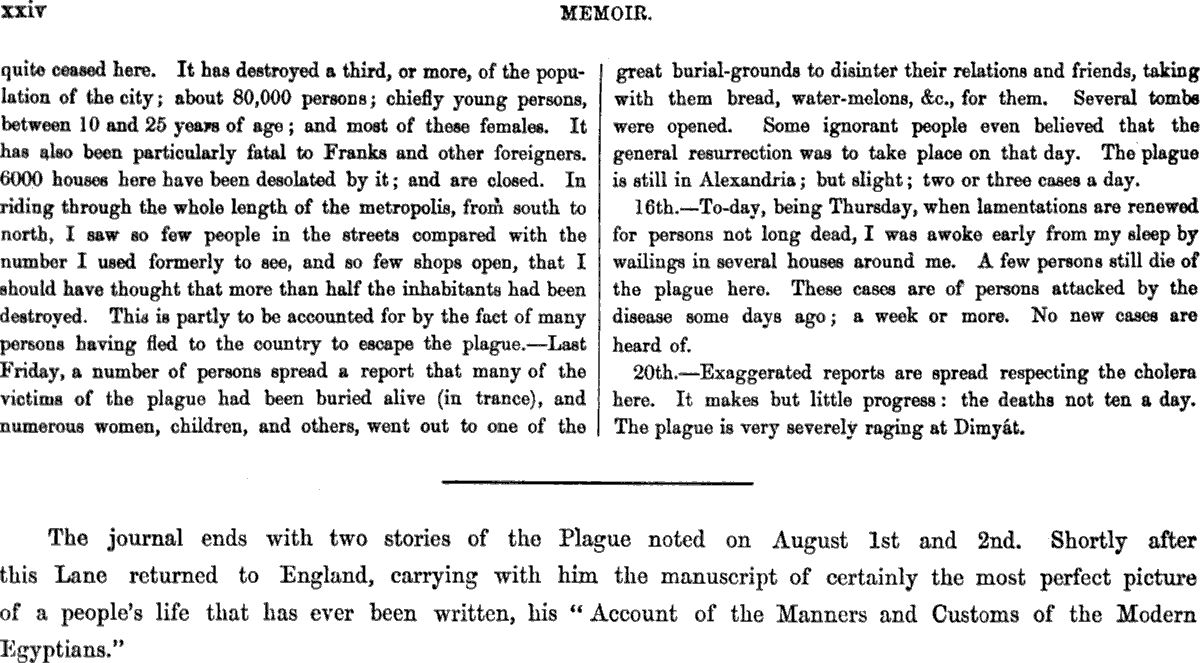 xxiv
MEMOIR.
quite ceased here. It has destroyed a third, or more, of the popu-
lation of the city; about 80,000 persons; chiefly young persons,
between 10 and 25 years of age; and most of these females. It
has also been particularly fatal to Franks and other foreigners.
6000 houses here have been desolated by it; and are closed. In
riding through the whole length of the metropolis, from south to
north, I saw so few people in the streets compared with the
number I used formerly to see, and so few shops open, that I
should have thought that more than half the inhabitants had been
destroyed. This is partly to be accounted for by the fact of many
persons having fled to the country to escape the plague.—Last
Friday, a number of persons spread a report that many of the
victims of the plague had been buried alive (in trance), and
numerous women, children, and others, went out to one of the
great burial-grounds to disinter their relations and friends, taking
with them bread, water-melons, &c., for them. Several tombs
were opened. Some ignorant people even believed that the
general resurrection was to take place on that day. The plague
is still in Alexandria; but slight; two or three cases a day.
16th.—To-day, being Thursday, when lamentations are renewed
for persons not long dead, I was awoke early from my sleep by
wailings in several houses around me. A few persons still die of
the plague here. These cases are of persons attacked by the
disease some days ago; a week or more. No new cases are
heard of.
20th.—Exaggerated reports are spread respecting the cholera
here. It makes but little progress: the deaths not ten a day.
The plague is very severely raging at Dimyát.
The journal ends with two stories of the Plague noted on August 1st and 2nd. Shortly after
this Lane returned to England, carrying with him the manuscript of certainly the most perfect picture
of a people's life that has ever been written, his "Account of the Manners and Customs of the Modern
Egyptians."